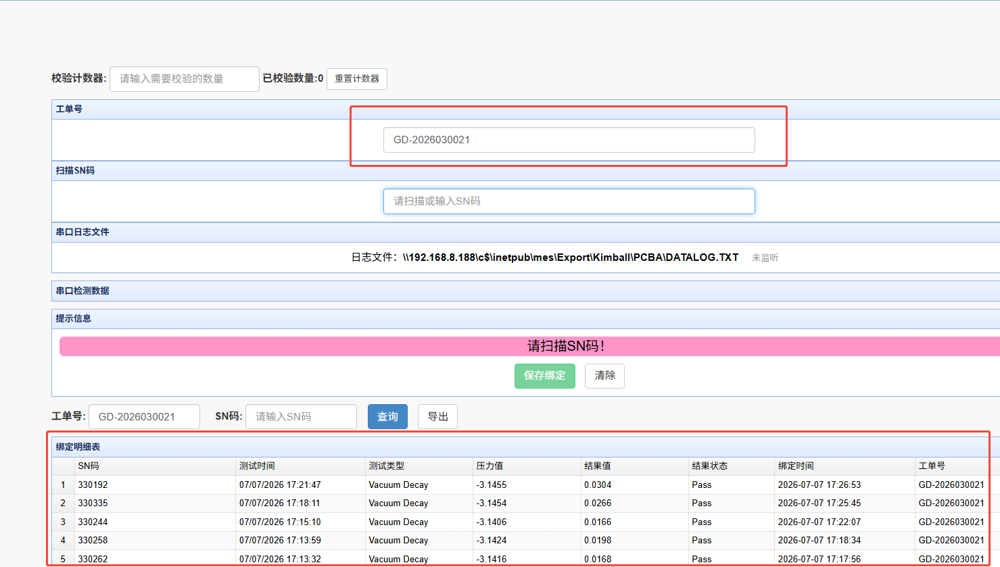 校验计数器: 请输入需要校验的数量 已校验数量:0 重置计数器
工单号
GD-2026030021
扫描SN码
请扫描或输入SN码
串口日志文件
日志文件：\\192.168.8.188\c$\inetpub\mes\Export\Kimball\PCBA\DATALOG.TXT 未监听
串口检测数据
提示信息
请扫描SN码！
保存绑定 清除
工单号: GD-2026030021 SN码: 请输入SN码 查询 导出
绑定明细表
SN码 测试时间 测试类型 压力值 结果值 结果状态 绑定时间 工单号
1 330192 07/07/2026 17:21:47 Vacuum Decay -3.1455 0.0304 Pass 2026-07-07 17:26:53 GD-2026030021
2 330335 07/07/2026 17:18:11 Vacuum Decay -3.1454 0.0266 Pass 2026-07-07 17:25:45 GD-2026030021
3 330244 07/07/2026 17:15:10 Vacuum Decay -3.1406 0.0166 Pass 2026-07-07 17:22:07 GD-2026030021
4 330258 07/07/2026 17:13:59 Vacuum Decay -3.1424 0.0198 Pass 2026-07-07 17:18:34 GD-2026030021
5 330262 07/07/2026 17:13:32 Vacuum Decay -3.1416 0.0168 Pass 2026-07-07 17:17:56 GD-2026030021